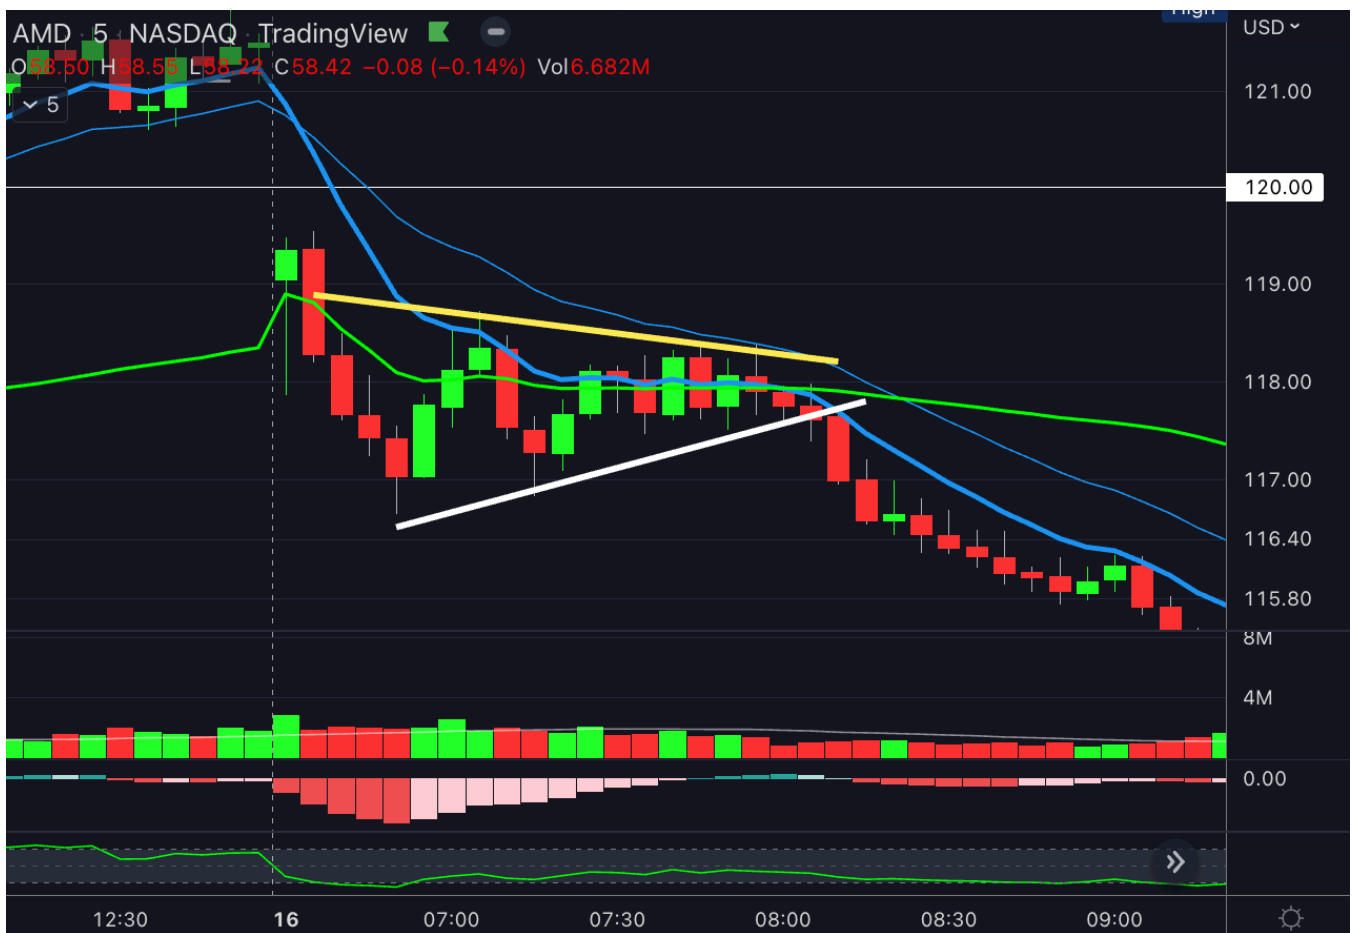 High
AMD · 5 · NASDAQ · TradingView
USD
O58.50 H58.55 L58.22 C58.42 −0.08 (−0.14%) Vol6.682M
5
121.00
120.00
119.00
118.00
117.00
116.40
115.80
8M
4M
0.00
12:30 16 07:00 07:30 08:00 08:30 09:00